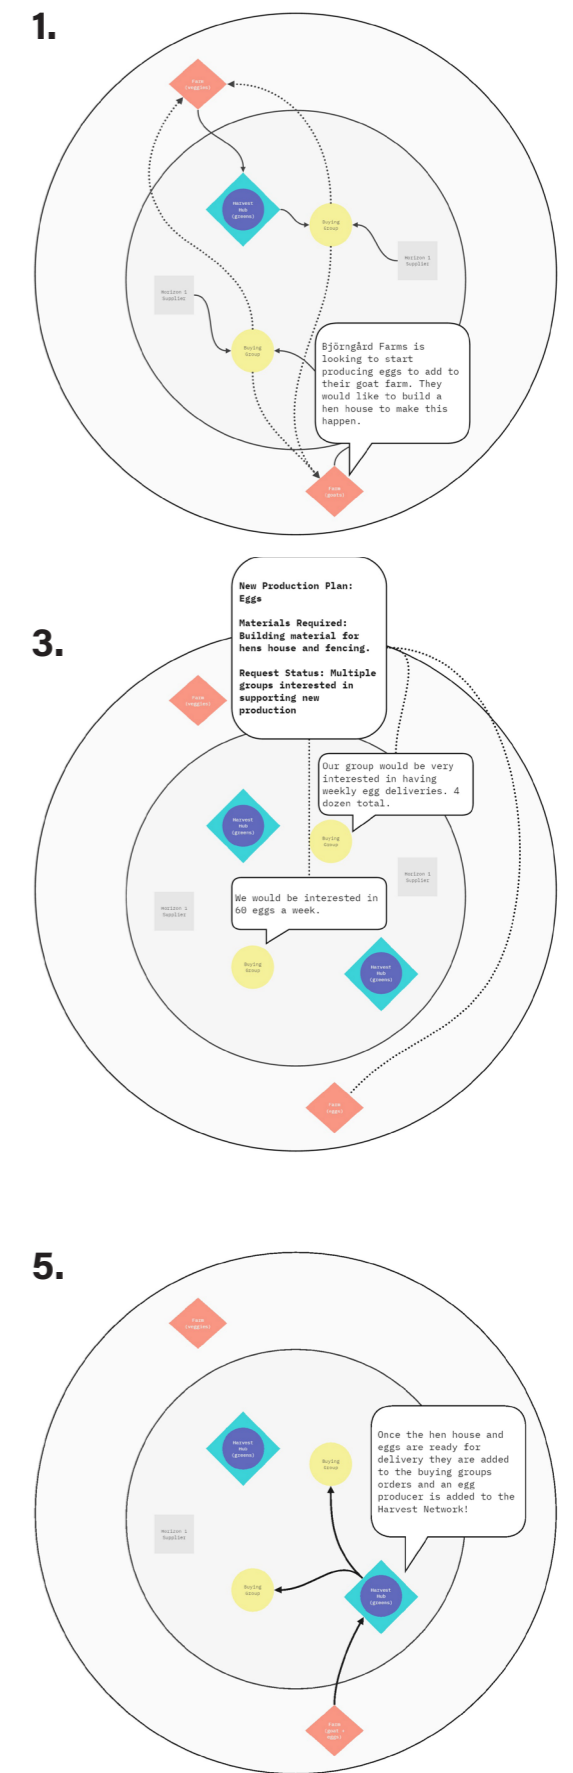 1.
Farm
(veggies)
Harvest
Hub
(greens)
Buying
Group
Horizon 1
Supplier
Horizon 1
Supplier
Buying
Group
Björngård Farms is
looking to start
producing eggs to add to
their goat farm. They
would like to build a
hen house to make this
happen.
Farm
(goats)
3.
New Production Plan:
Eggs
Materials Required:
Building material for
hens house and fencing.
Request Status: Multiple
groups interested in
supporting new
production
Farm
(veggies)
Our group would be very
interested in having
weekly egg deliveries. 4
dozen total.
Harvest
Hub
(greens)
Buying
Group
Horizon 1
Supplier
We would be interested in
60 eggs a week.
Horizon 1
Supplier
Buying
Group
Harvest
Hub
(greens)
Farm
(eggs)
5.
Farm
(veggies)
Once the hen house and
eggs are ready for
delivery they are added
to the buying groups
orders and an egg
producer is added to the
Harvest Network!
Harvest
Hub
(greens)
Buying
Group
Horizon 1
Supplier
Buying
Group
Harvest
Hub
(greens)
Farm
(goat +
eggs)